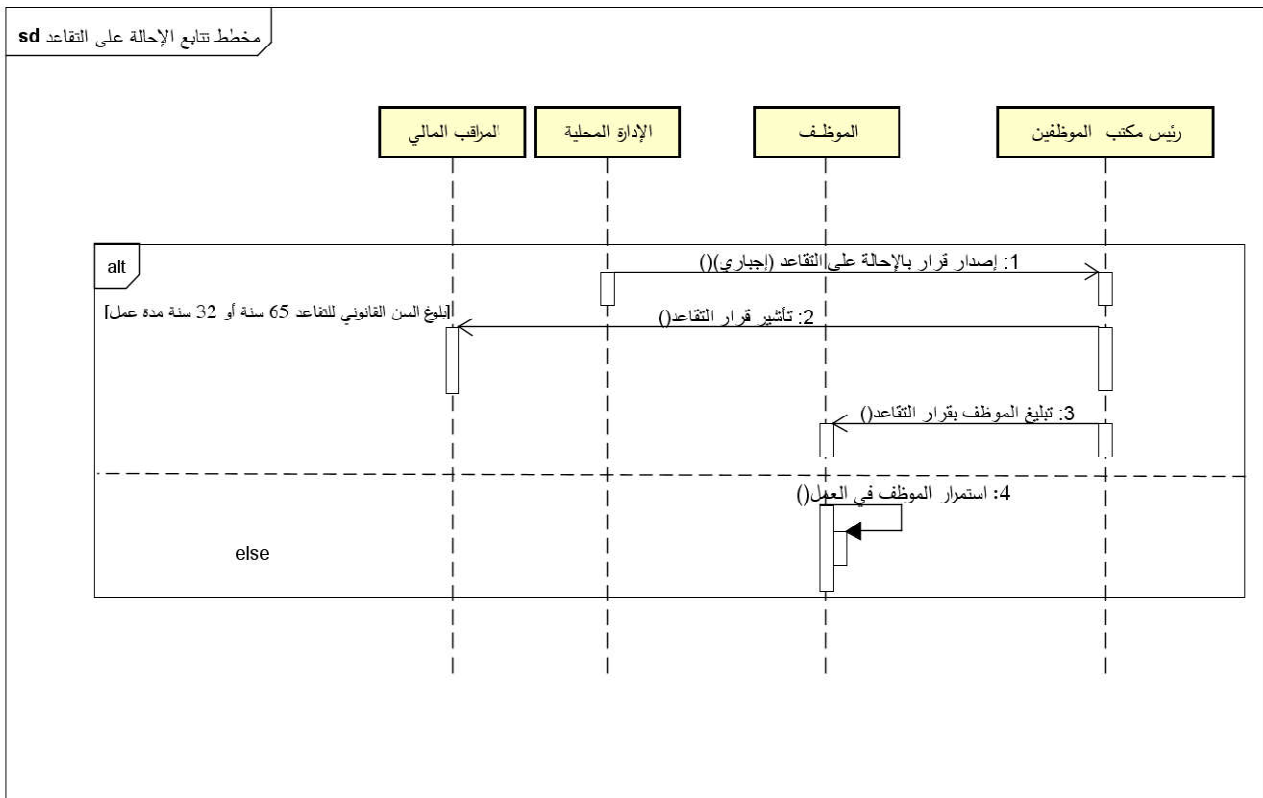 sd مخطط تتابع الإحالة على التقاعد
رئيس مكتب الموظفين
الموظف
الإدارة المحلية
المراقب المالي
alt
1: إصدار قرار بالإحالة على التقاعد (إجباري)()
[بلوغ السن القانوني للتقاعد 65 سنة أو 32 سنة مدة عمل]
2: تأشير قرار التقاعد()
3: تبليغ الموظف بقرار التقاعد()
4: استمرار الموظف في العمل()
else